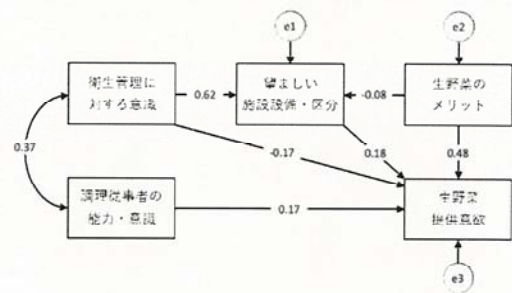 e1
e2
衛生管理に
対する意識
0.62
望ましい
施設設備・区分
-0.08
生野菜の
メリット
0.37
-0.17
0.18
0.48
調理従事者の
能力・意識
0.17
生野菜
提供意欲
e3